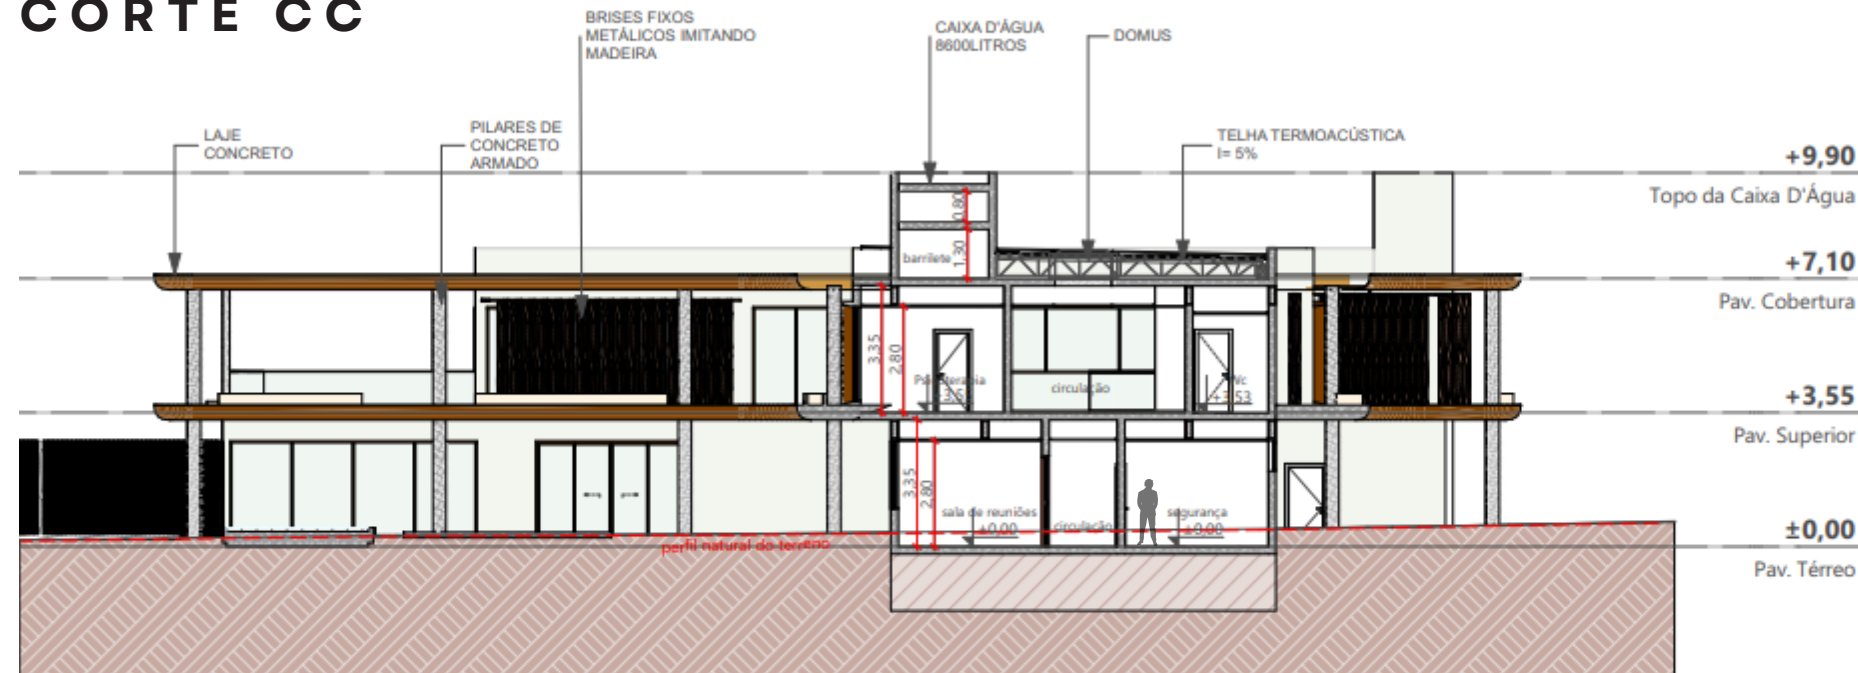 CORTE CC
BRISES FIXOS
METÁLICOS IMITANDO
MADEIRA
CAIXA D'ÁGUA
8600LITROS
DOMUS
LAJE
CONCRETO
PILARES DE
CONCRETO
ARMADO
TELHA TERMOACÚSTICA
I= 5%
+9,90
Topo da Caixa D'Água
0,80
barrilete
1,30
+7,10
Pav. Cobertura
3,35
2,80
circulação
Wc
+3,53
+3,55
Pav. Superior
3,35
2,80
sala de reuniões
±0,00
circulação
segurança
±0,00
±0,00
Pav. Térreo
perfil natural do terreno